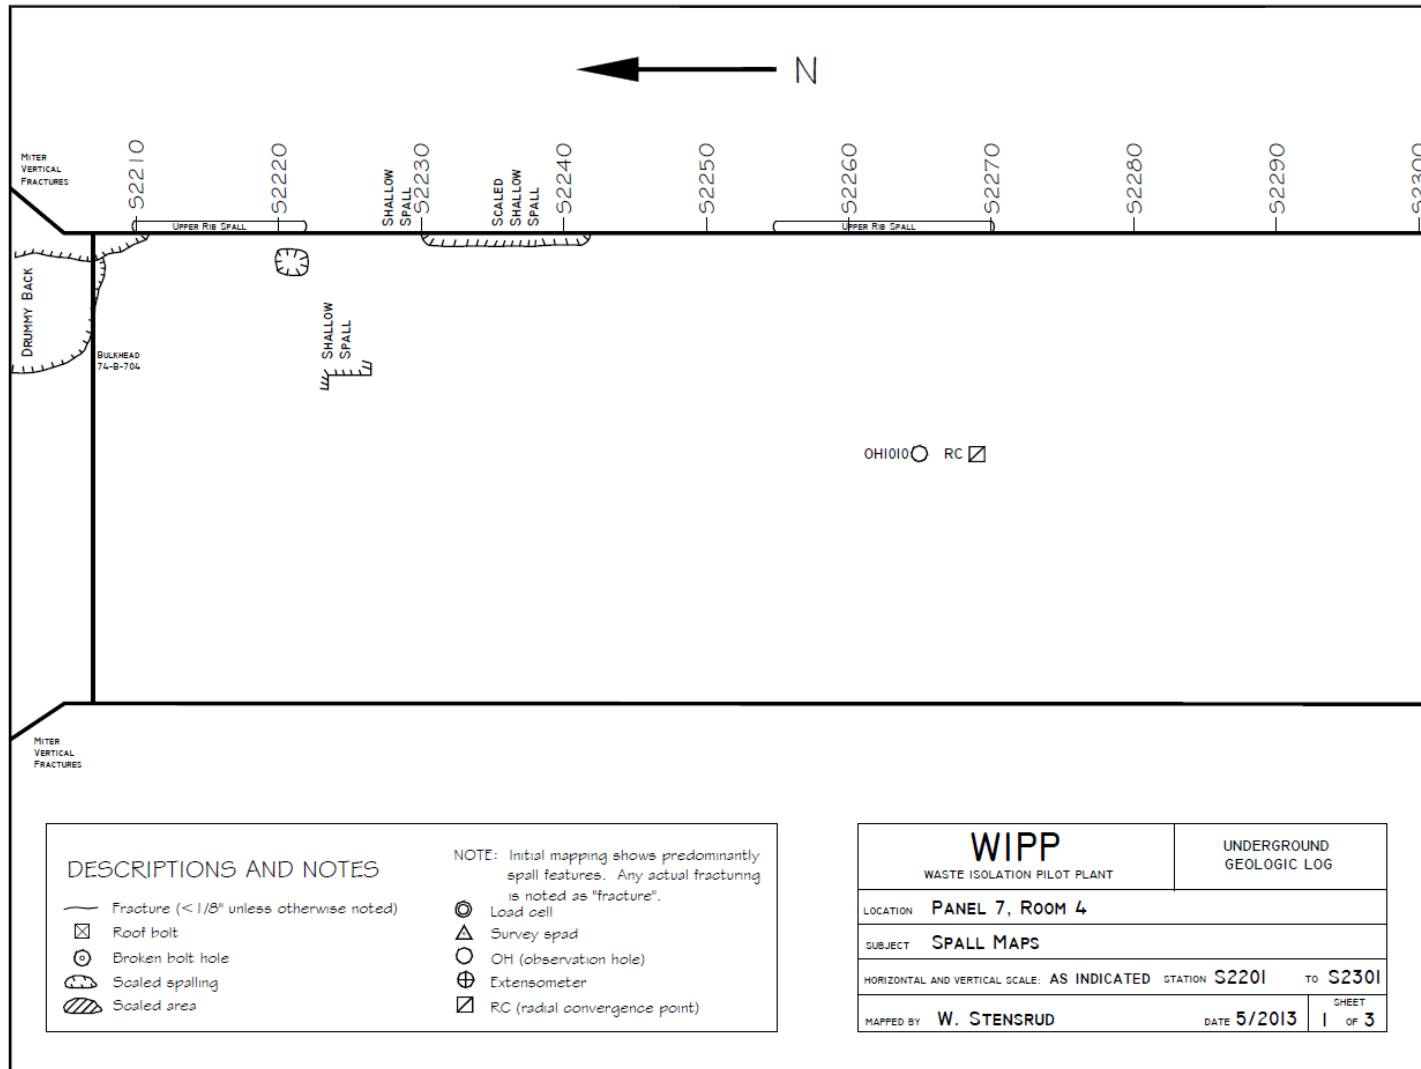 N
MITER
VERTICAL
FRACTURES
S2210
S2220
SHALLOW
SPALL
S2230
SCALED
SHALLOW
SPALL
S2240
S2250
S2260
S2270
S2280
S2290
S2300
UPPER RIB SPALL
UPPER RIB SPALL
DRUMMY BACK
BULKHEAD
74-B-704
SHALLOW
SPALL
OH1010
RC
MITER
VERTICAL
FRACTURES
DESCRIPTIONS AND NOTES
Fracture (<1/8" unless otherwise noted)
Roof bolt
Broken bolt hole
Scaled spalling
Scaled area
NOTE: Initial mapping shows predominantly
spall features. Any actual fracturing
is noted as "fracture".
Load cell
Survey spad
OH (observation hole)
Extensometer
RC (radial convergence point)
WIPP
WASTE ISOLATION PILOT PLANT
UNDERGROUND
GEOLOGIC LOG
LOCATION PANEL 7, ROOM 4
SUBJECT SPALL MAPS
HORIZONTAL AND VERTICAL SCALE: AS INDICATED STATION S2201 TO S2301
MAPPED BY W. STENSRUD DATE 5/2013
SHEET
1 OF 3